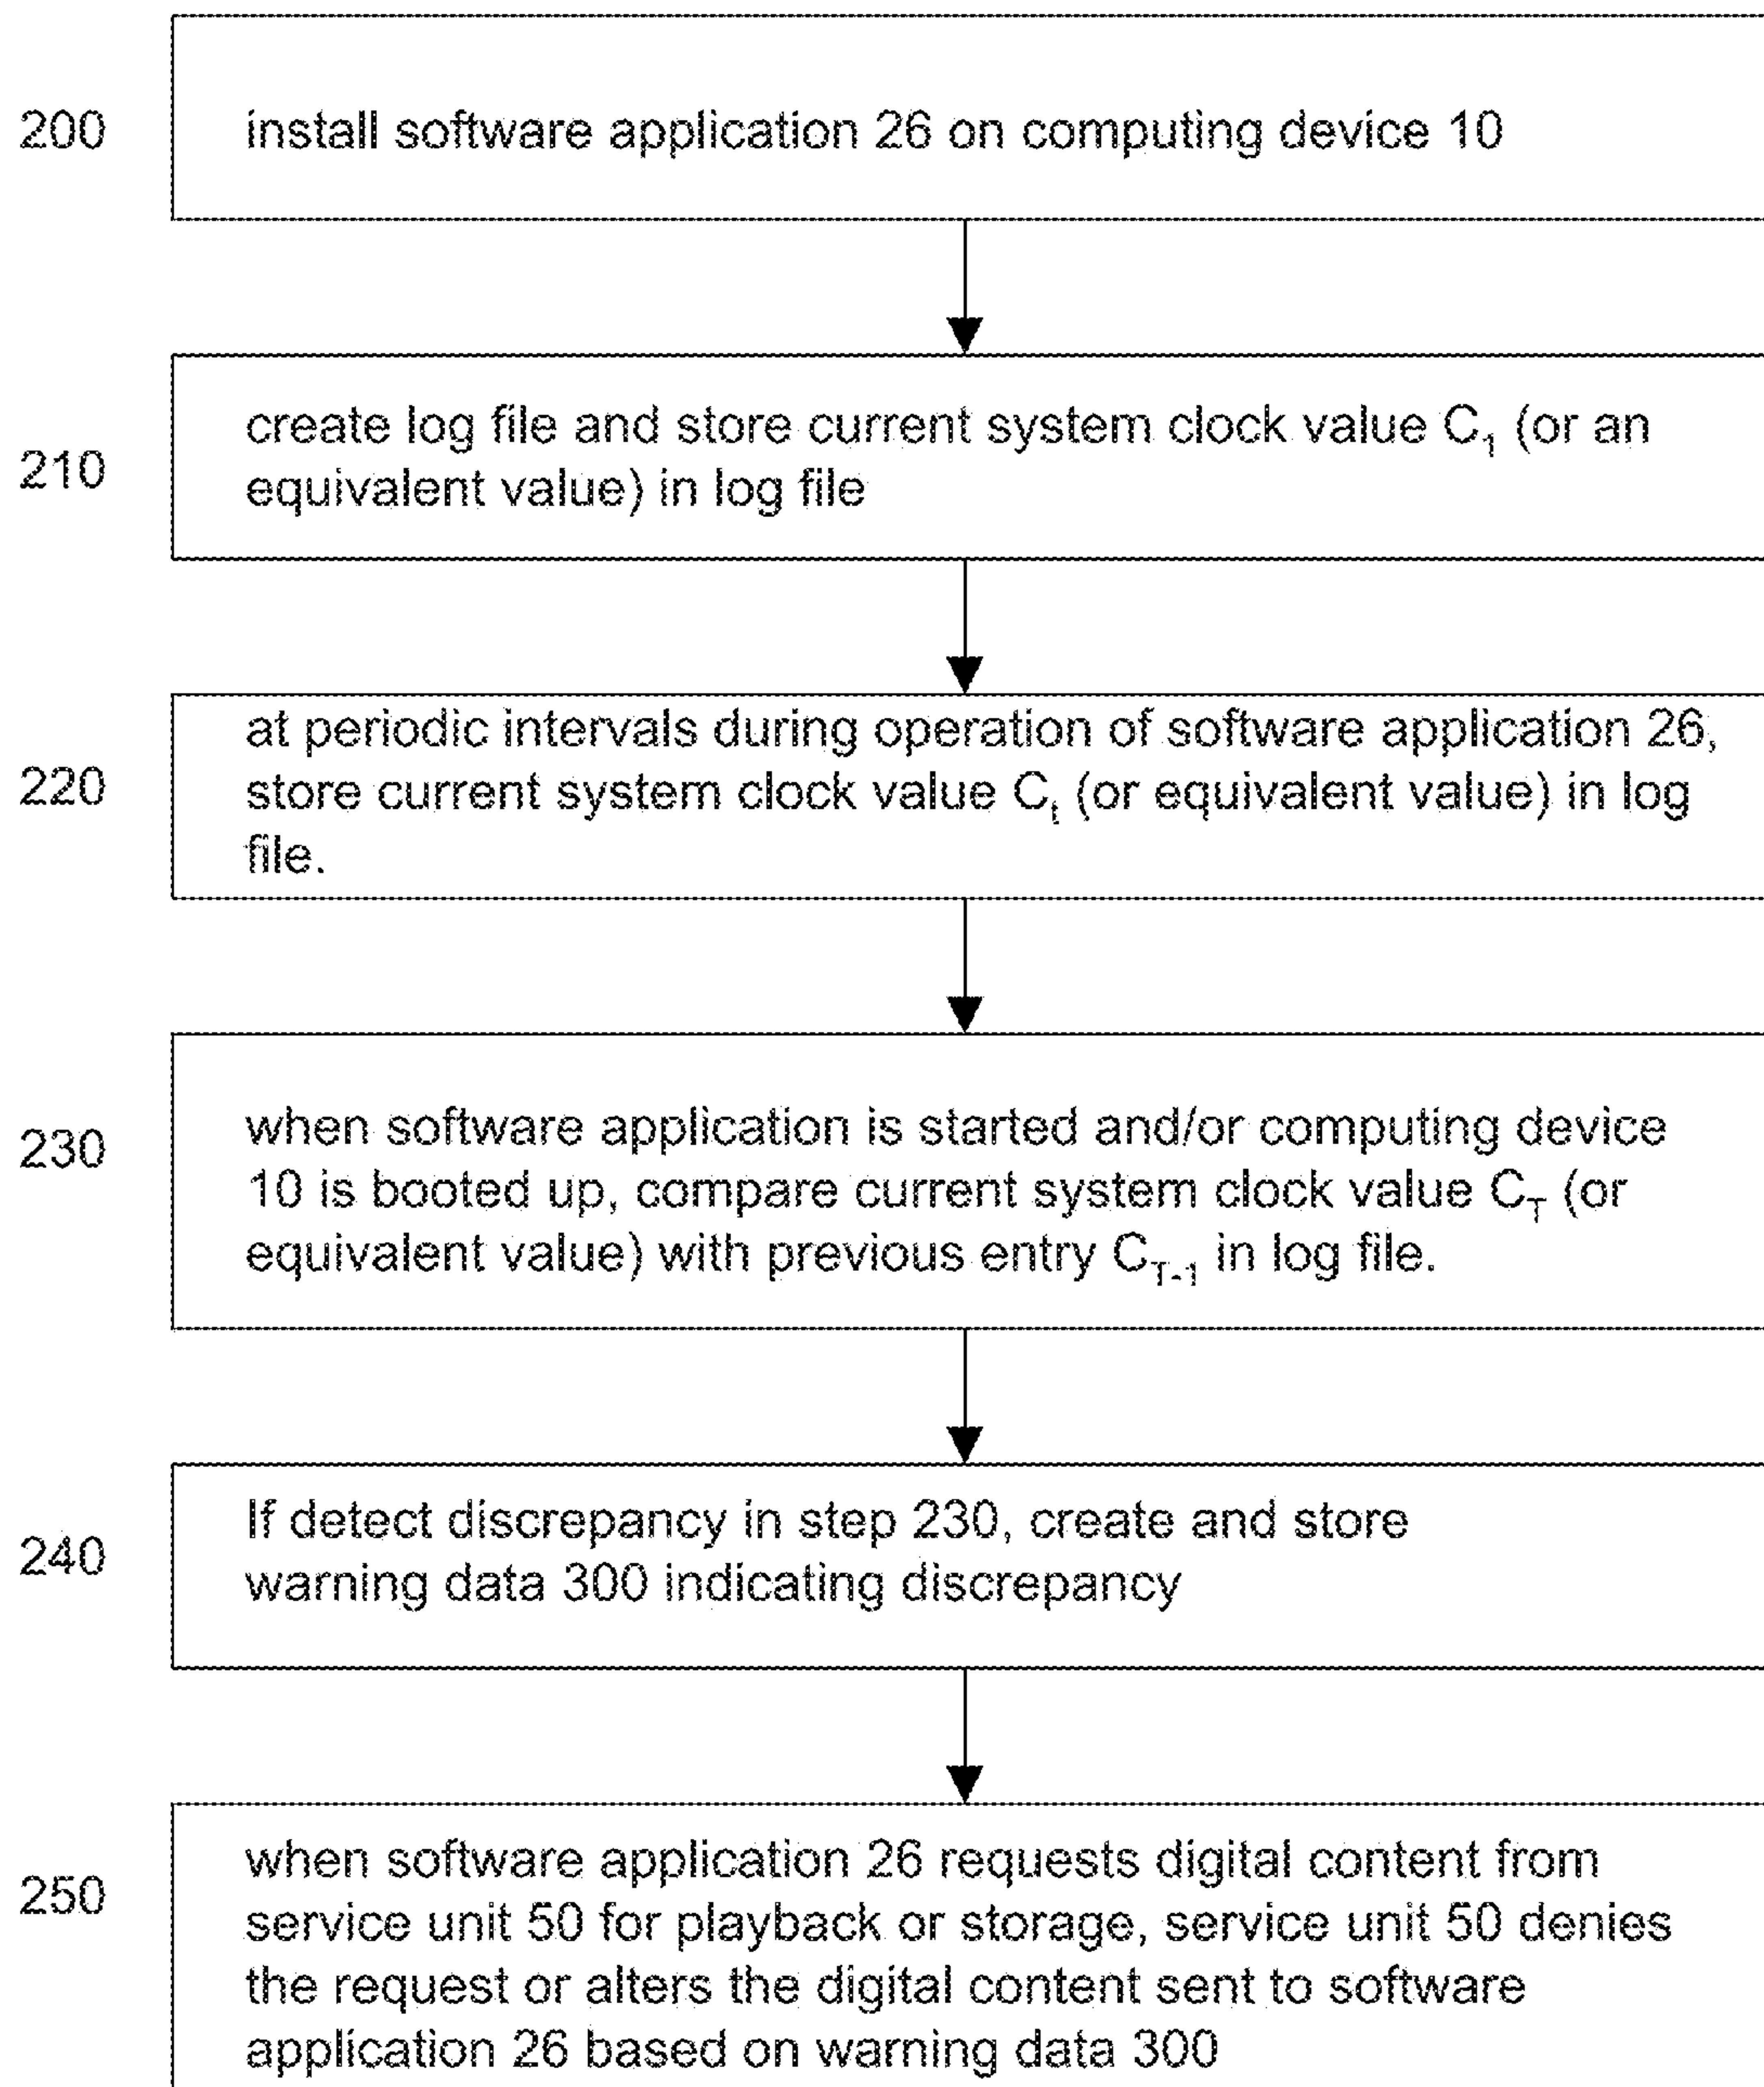 200
install software application 26 on computing device 10
210
create log file and store current system clock value C₁ (or an
equivalent value) in log file
220
at periodic intervals during operation of software application 26,
store current system clock value Cₜ (or equivalent value) in log
file.
230
when software application is started and/or computing device
10 is booted up, compare current system clock value C_T (or
equivalent value) with previous entry C_T-1 in log file.
240
If detect discrepancy in step 230, create and store
warning data 300 indicating discrepancy
250
when software application 26 requests digital content from
service unit 50 for playback or storage, service unit 50 denies
the request or alters the digital content sent to software
application 26 based on warning data 300